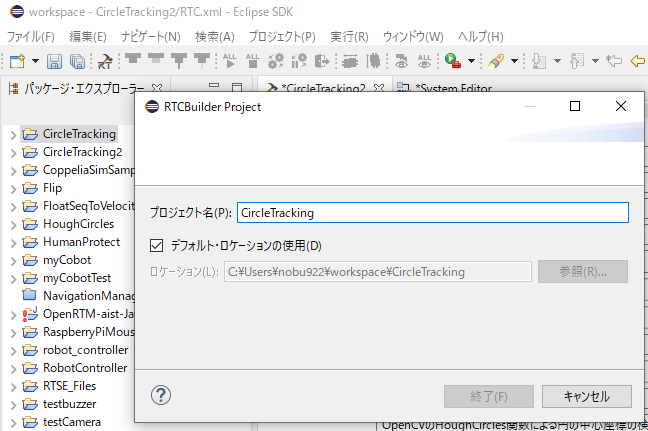 workspace - CircleTracking2/RTC.xml - Eclipse SDK
ファイル(F) 編集(E) ナビゲート(N) 検索(A) プロジェクト(P) 実行(R) ウィンドウ(W) ヘルプ(H)
パッケージ・エクスプローラー
*CircleTracking2
*System Editor
CircleTracking
CircleTracking2
CoppeliaSimSamp
Flip
FloatSeqToVelocit
HoughCircles
HumanProtect
myCobot
myCobotTest
NavigationManag
OpenRTM-aist-Ja
RaspberryPiMous
robot_controller
RobotController
RTSE_Files
testbuzzer
testCamera
RTCBuilder Project
プロジェクト名(P): CircleTracking
デフォルト・ロケーションの使用(D)
ロケーション(L): C:¥Users¥nobu922¥workspace¥CircleTracking 参照(R)...
終了(F) キャンセル
OpenCVのHoughCircles関数による円の中心座標の検